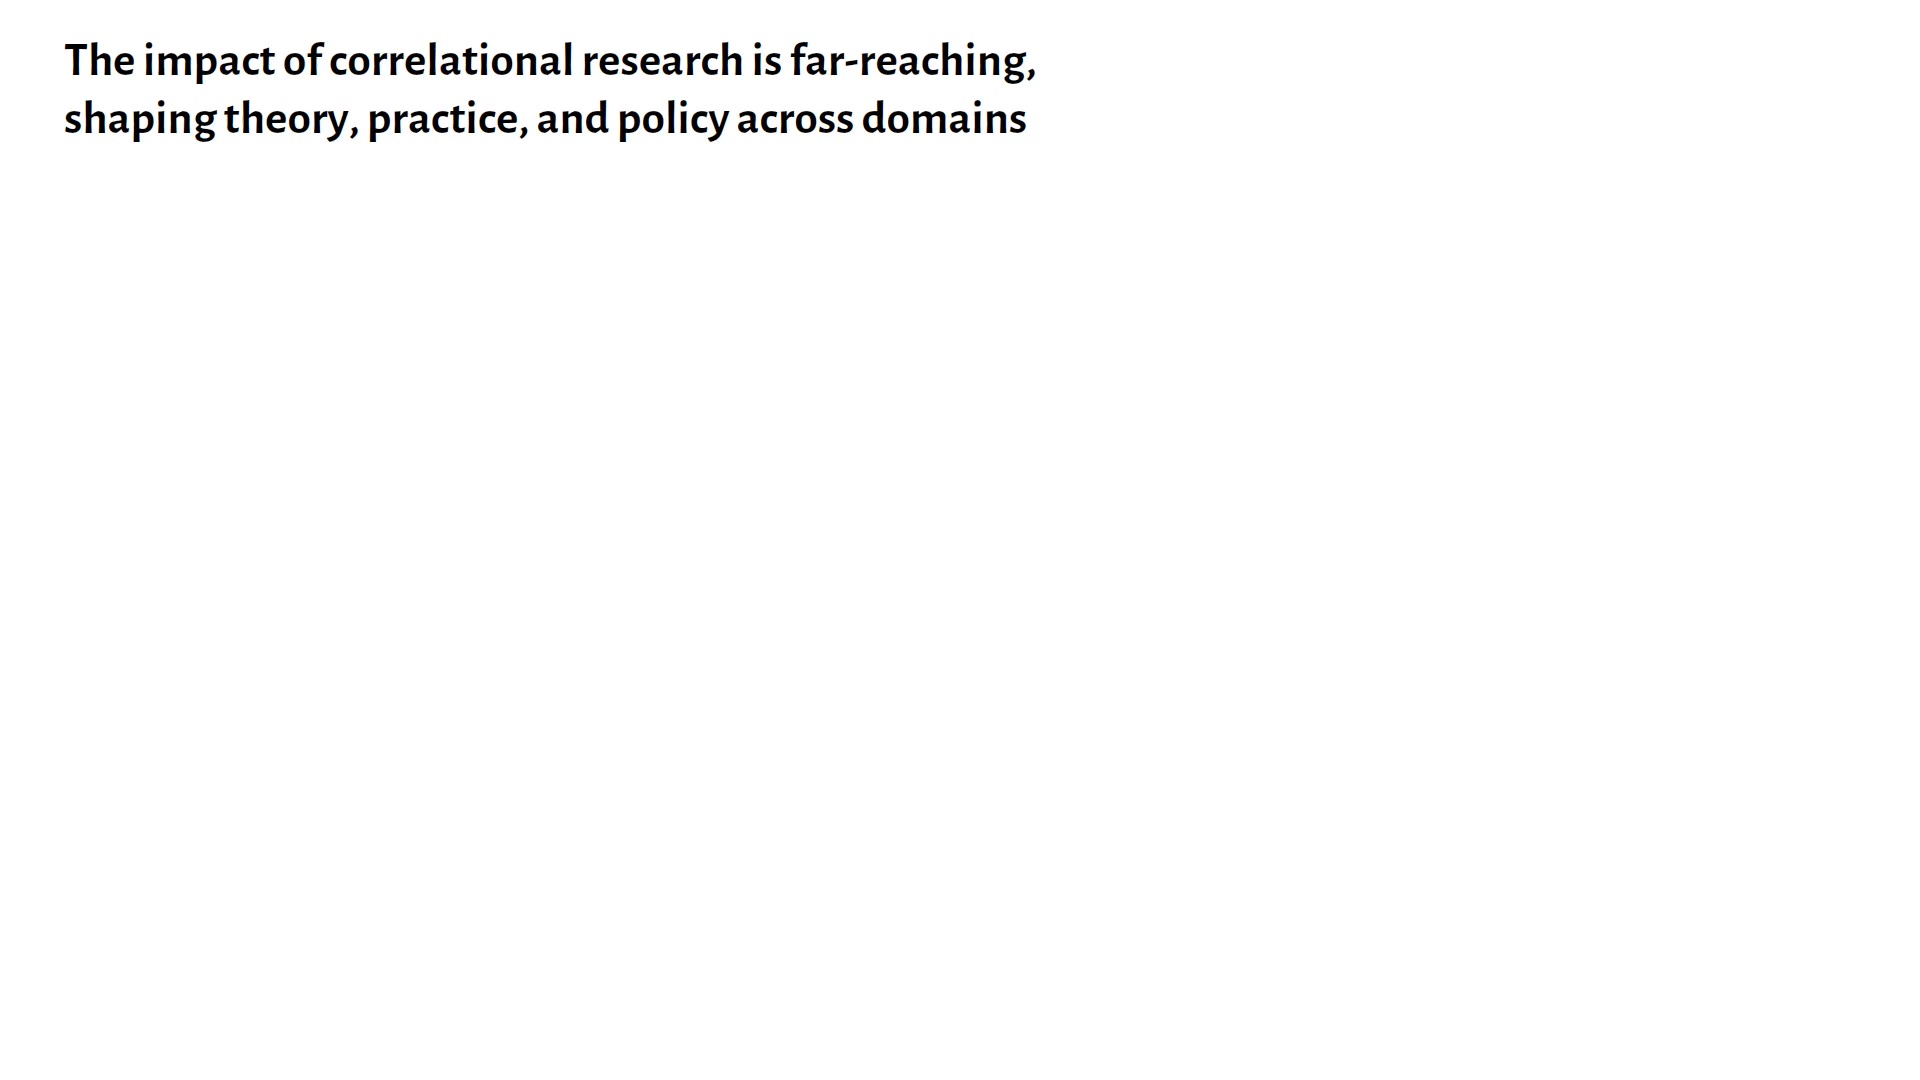 The impact of correlational research is far-reaching,
shaping theory, practice, and policy across domains